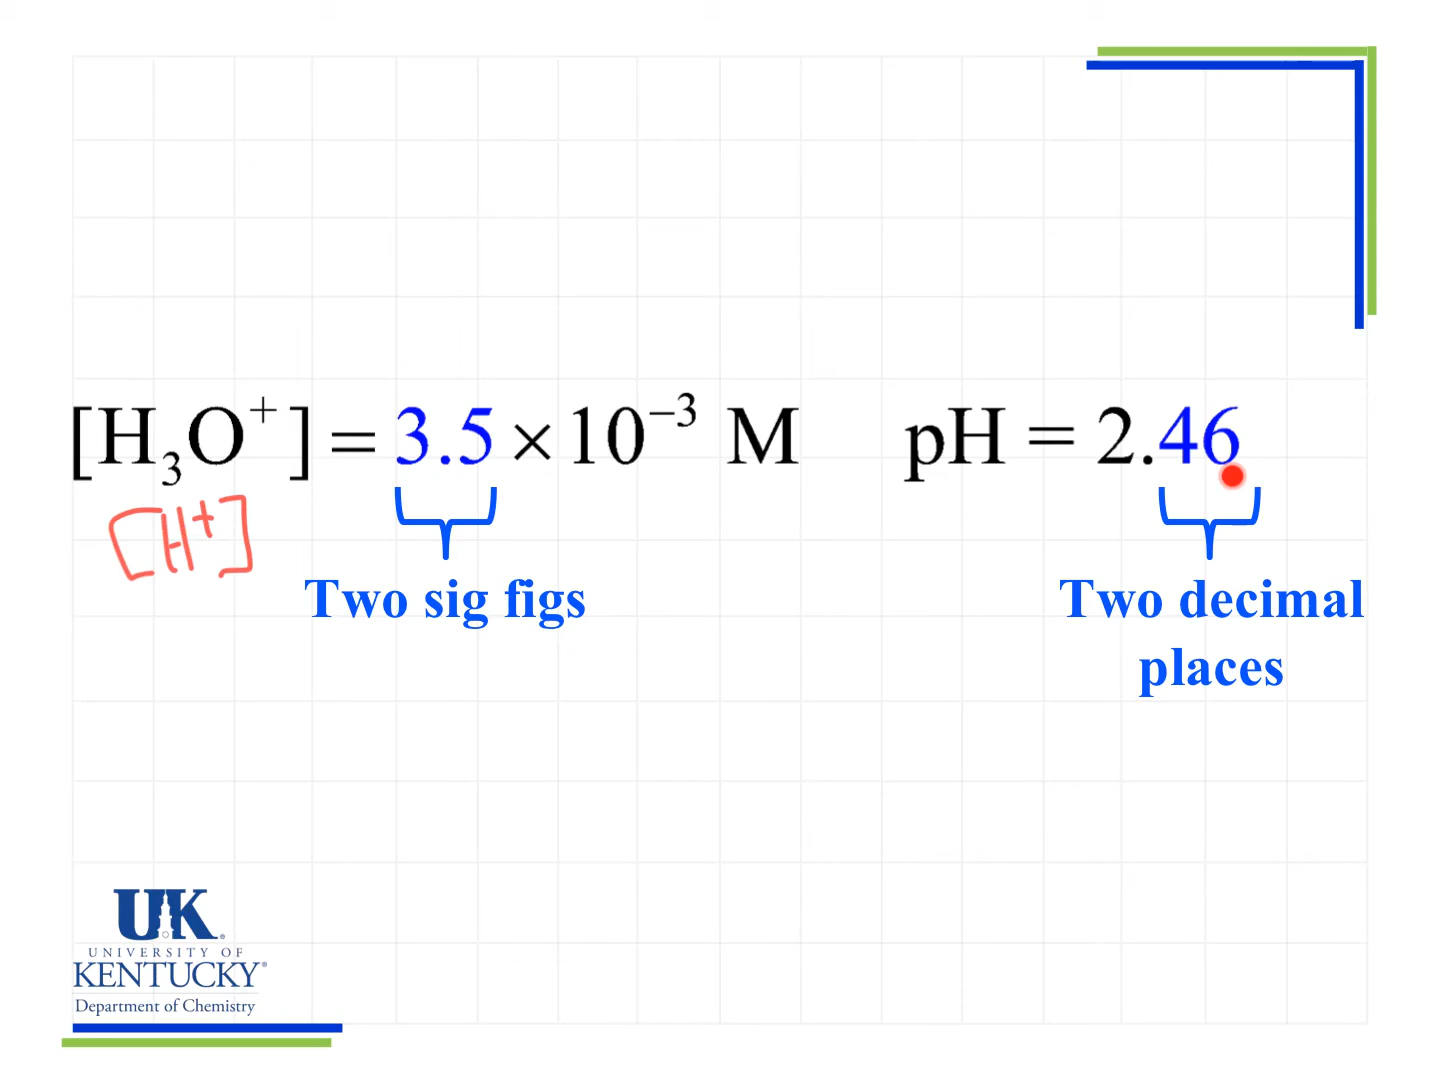 [H₃O⁺] = 3.5 × 10⁻³ M pH = 2.46
[H⁺]
Two sig figs
Two decimal
places
UK
UNIVERSITY OF
KENTUCKY®
Department of Chemistry